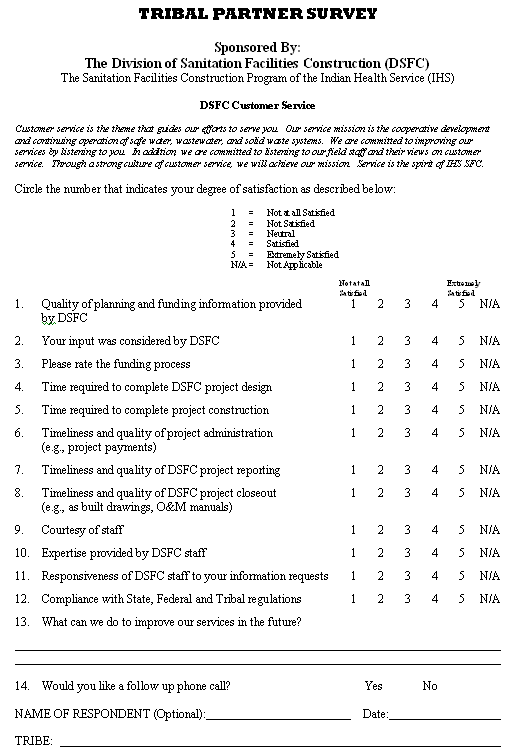 TRIBAL PARTNER SURVEY
Sponsored By:
The Division of Sanitation Facilities Construction (DSFC)
The Sanitation Facilities Construction Program of the Indian Health Service (IHS)
DSFC Customer Service
Customer service is the theme that guides our efforts to serve you. Our service mission is the cooperative development
and continuing operation of safe water, wastewater, and solid waste systems. We are committed to improving our
services by listening to you. In addition, we are committed to listening to our field staff and their views on customer
service. Through a strong culture of customer service, we will achieve our mission. Service is the spirit of IHS SFC.
Circle the number that indicates your degree of satisfaction as described below:
1 = Not at all Satisfied
2 = Not Satisfied
3 = Neutral
4 = Satisfied
5 = Extremely Satisfied
N/A = Not Applicable
Not at all Extremely
Satisfied Satisfied
1. Quality of planning and funding information provided 1 2 3 4 5 N/A
by DSFC
2. Your input was considered by DSFC 1 2 3 4 5 N/A
3. Please rate the funding process 1 2 3 4 5 N/A
4. Time required to complete DSFC project design 1 2 3 4 5 N/A
5. Time required to complete project construction 1 2 3 4 5 N/A
6. Timeliness and quality of project administration 1 2 3 4 5 N/A
(e.g., project payments)
7. Timeliness and quality of DSFC project reporting 1 2 3 4 5 N/A
8. Timeliness and quality of DSFC project closeout 1 2 3 4 5 N/A
(e.g., as built drawings, O&M manuals)
9. Courtesy of staff 1 2 3 4 5 N/A
10. Expertise provided by DSFC staff 1 2 3 4 5 N/A
11. Responsiveness of DSFC staff to your information requests 1 2 3 4 5 N/A
12. Compliance with State, Federal and Tribal regulations 1 2 3 4 5 N/A
13. What can we do to improve our services in the future?
14. Would you like a follow up phone call? Yes No
NAME OF RESPONDENT (Optional): Date:
TRIBE: